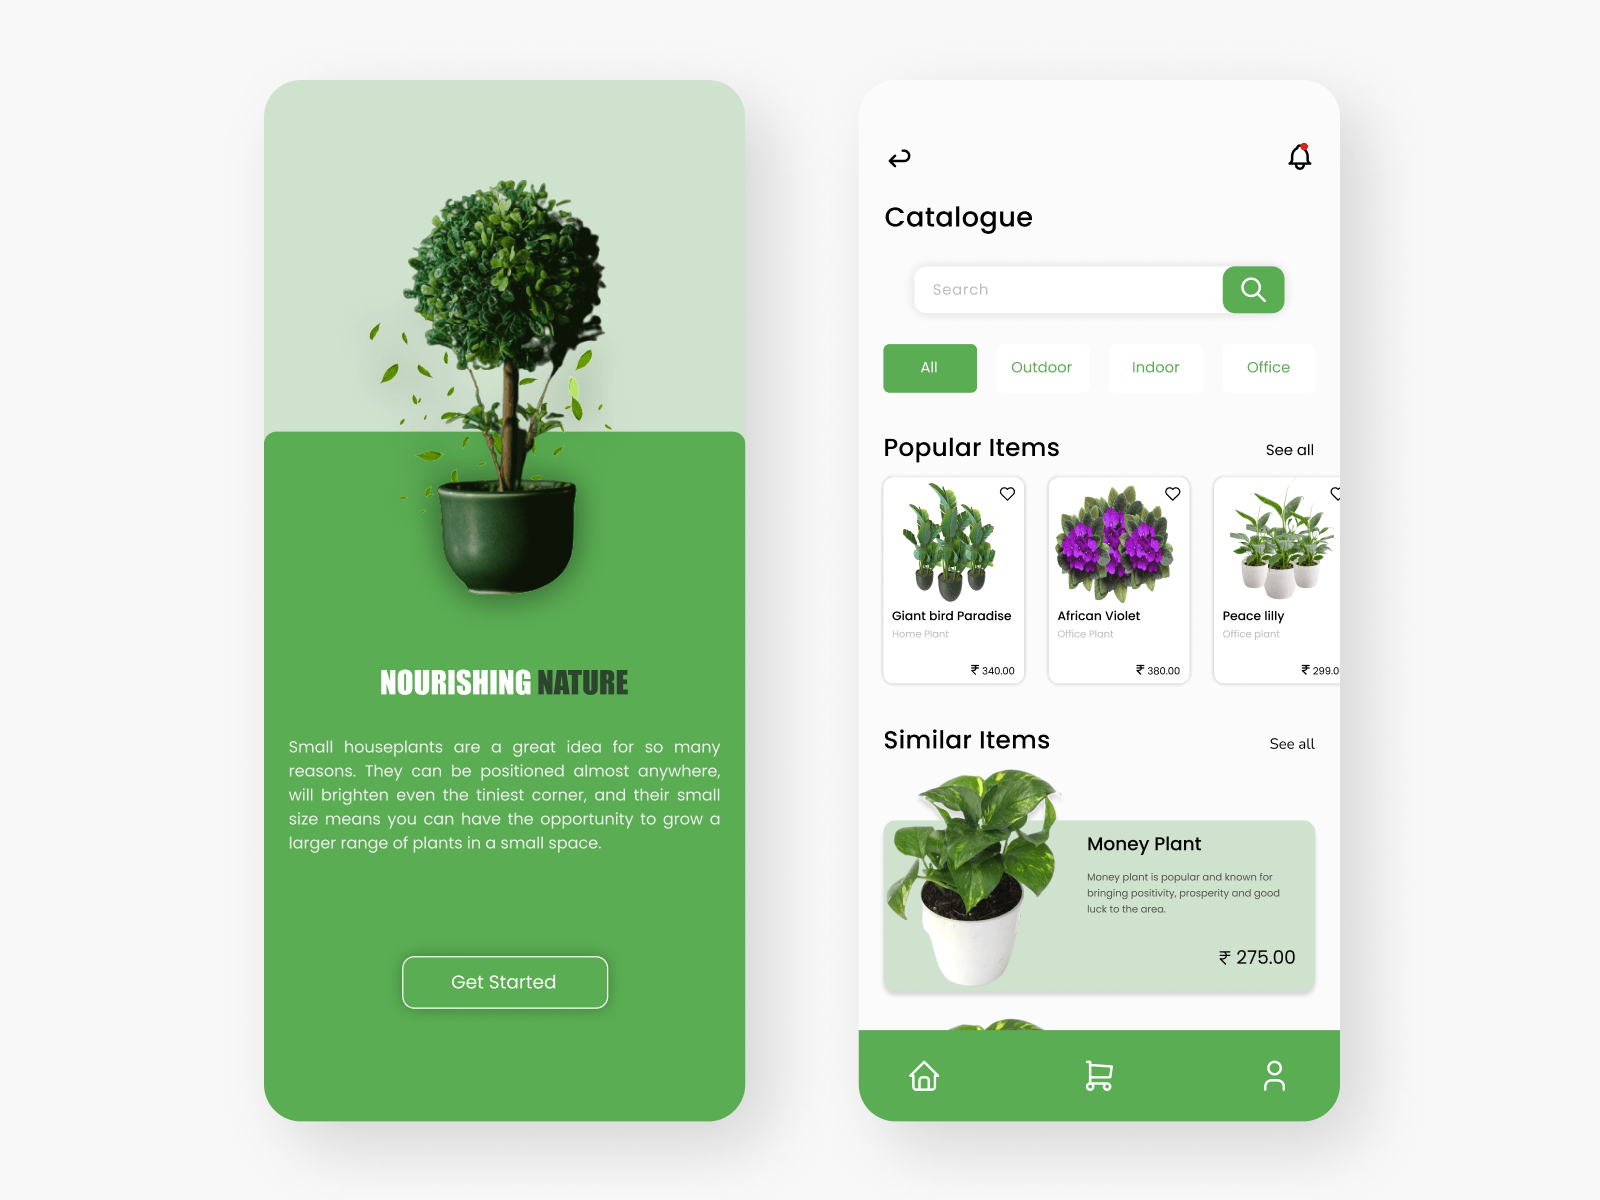 NOURISHING NATURE
Small houseplants are a great idea for so many
reasons. They can be positioned almost anywhere,
will brighten even the tiniest corner, and their small
size means you can have the opportunity to grow a
larger range of plants in a small space.
Get Started
Catalogue
Search
All Outdoor Indoor Office
Popular Items See all
Giant bird Paradise
Home Plant
₹ 340.00
African Violet
Office Plant
₹ 380.00
Peace lilly
Office plant
₹ 299.0
Similar Items See all
Money Plant
Money plant is popular and known for
bringing positivity, prosperity and good
luck to the area.
₹ 275.00